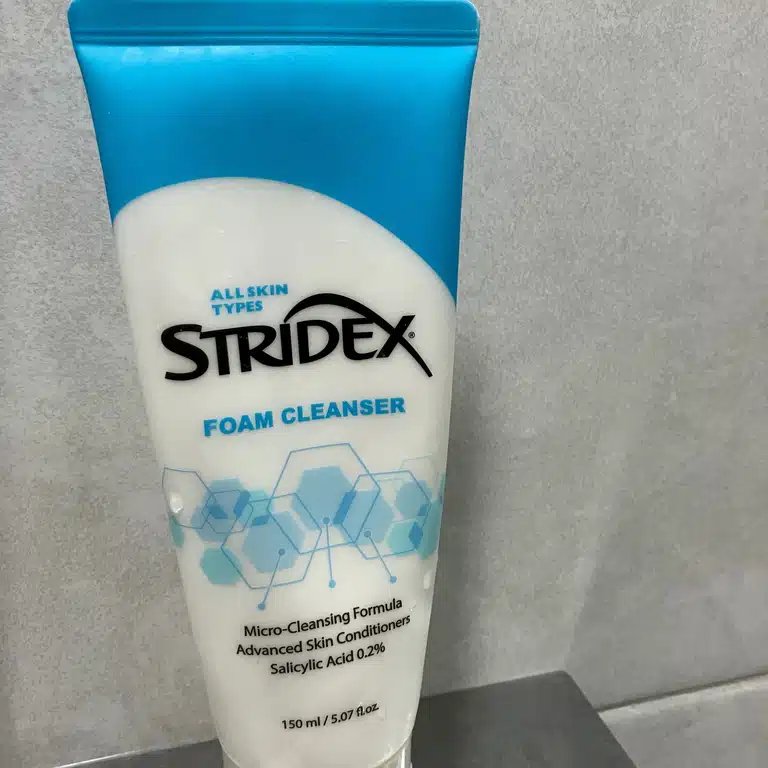 ALL SKIN
TYPES
STRIDEX®
FOAM CLEANSER
Micro-Cleansing Formula
Advanced Skin Conditioners
Salicylic Acid 0.2%
150 ml / 5.07 fl.oz.